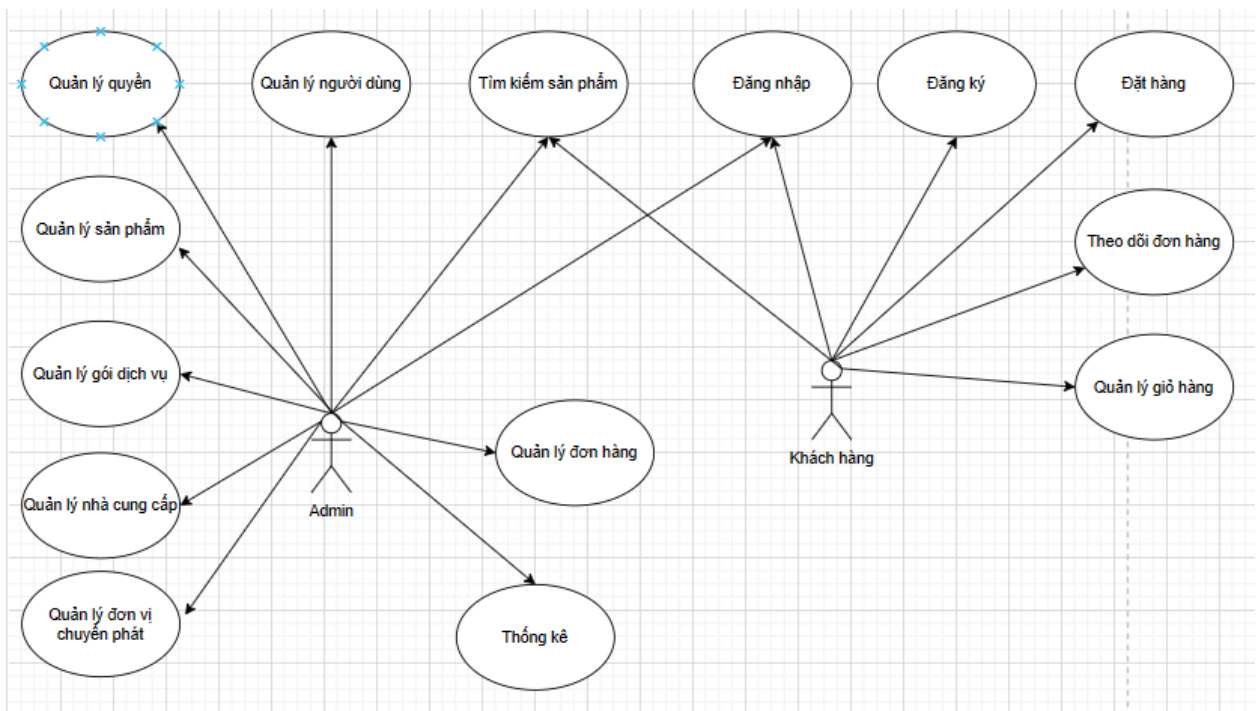 Quản lý quyền
Quản lý người dùng
Tìm kiếm sản phẩm
Đăng nhập
Đăng ký
Đặt hàng
Quản lý sản phẩm
Theo dõi đơn hàng
Quản lý gói dịch vụ
Quản lý giỏ hàng
Quản lý đơn hàng
Khách hàng
Quản lý nhà cung cấp
Admin
Quản lý đơn vị
chuyển phát
Thống kê